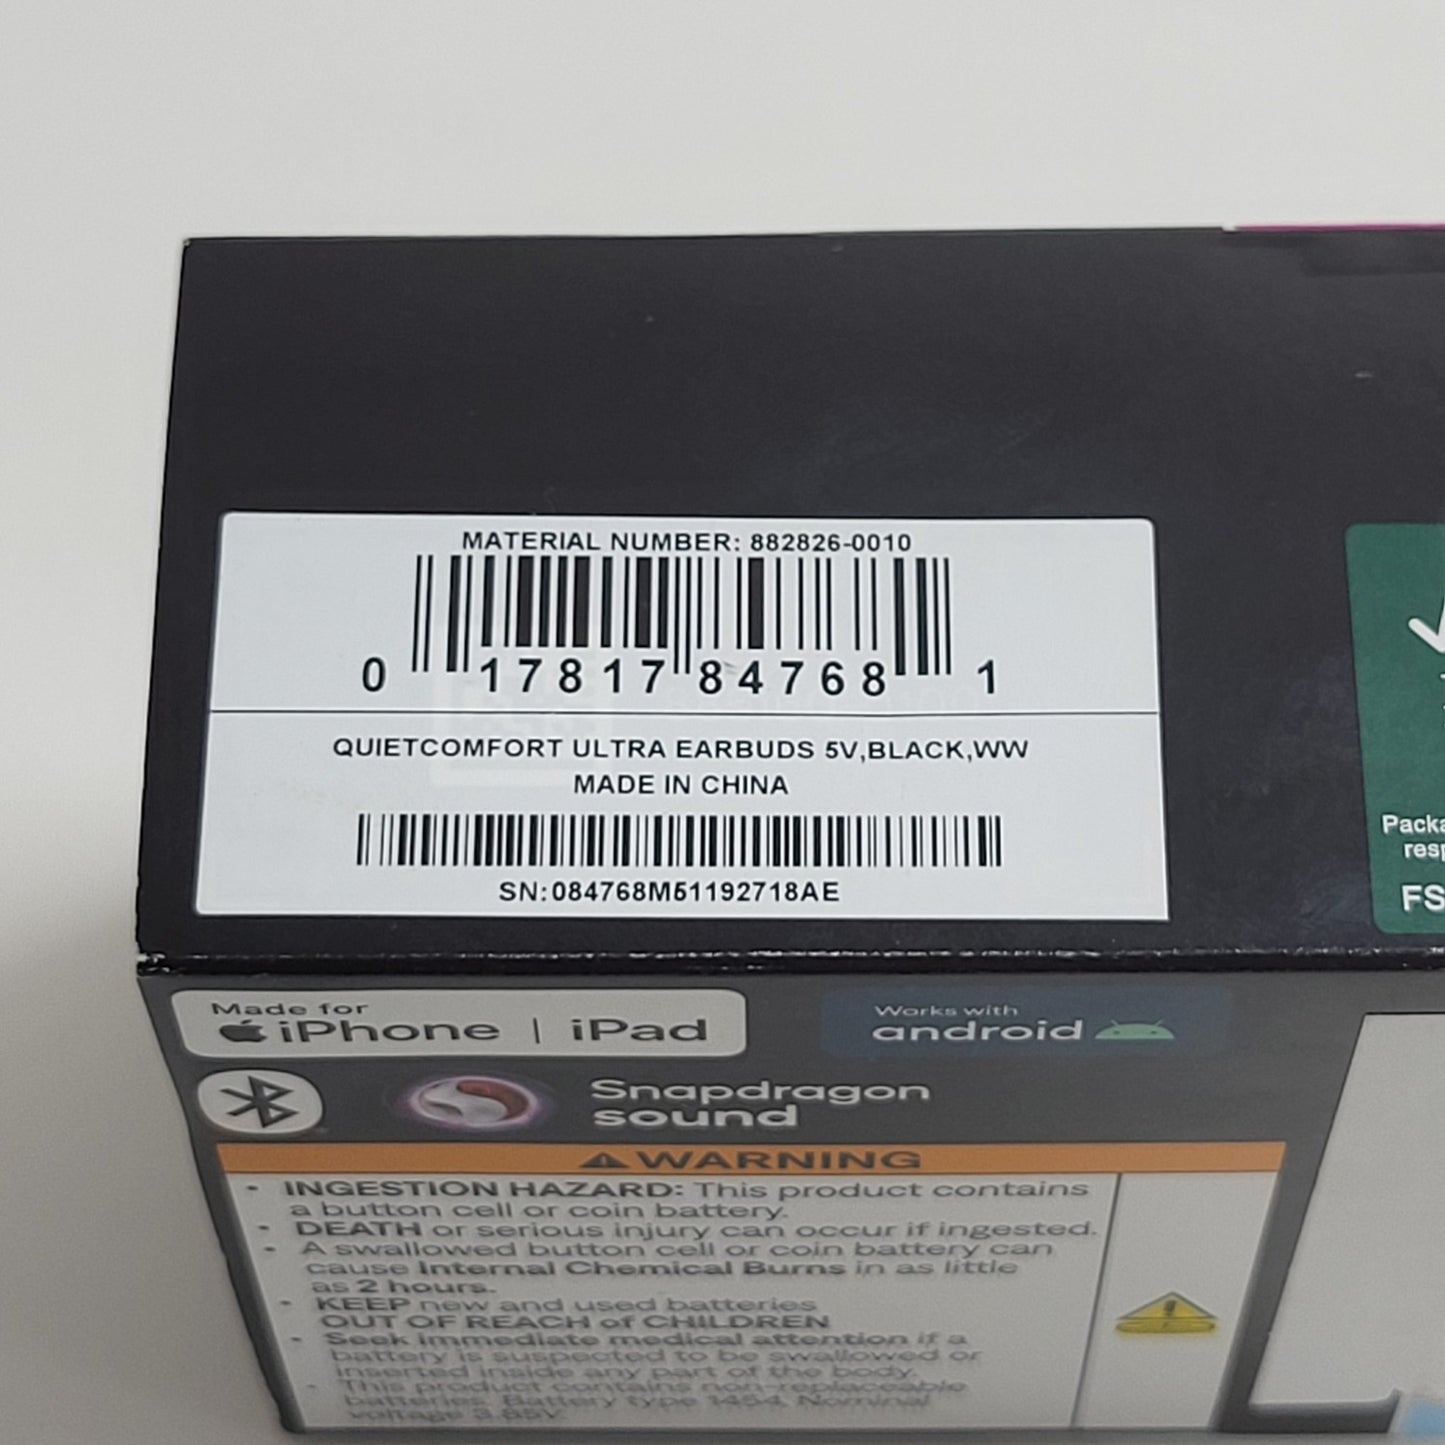 MATERIAL NUMBER: 882826-0010
0 17817 84768 1
QUIETCOMFORT ULTRA EARBUDS 5V,BLACK,WW
MADE IN CHINA
SN:084768M51192718AE
Packa
resp
FS
Made for
iPhone | iPad
Works with
android
Snapdragon
sound
WARNING
• INGESTION HAZARD: This product contains
a button cell or coin battery.
• DEATH or serious injury can occur if ingested.
• A swallowed button cell or coin battery can
cause Internal Chemical Burns in as little
as 2 hours.
• KEEP new and used batteries
OUT OF REACH of CHILDREN
• Seek immediate medical attention if a
battery is suspected to be swallowed or
inserted inside any part of the body.
• This product contains non-replaceable
batteries. Battery type 1454. Nominal
voltage 3.85V.